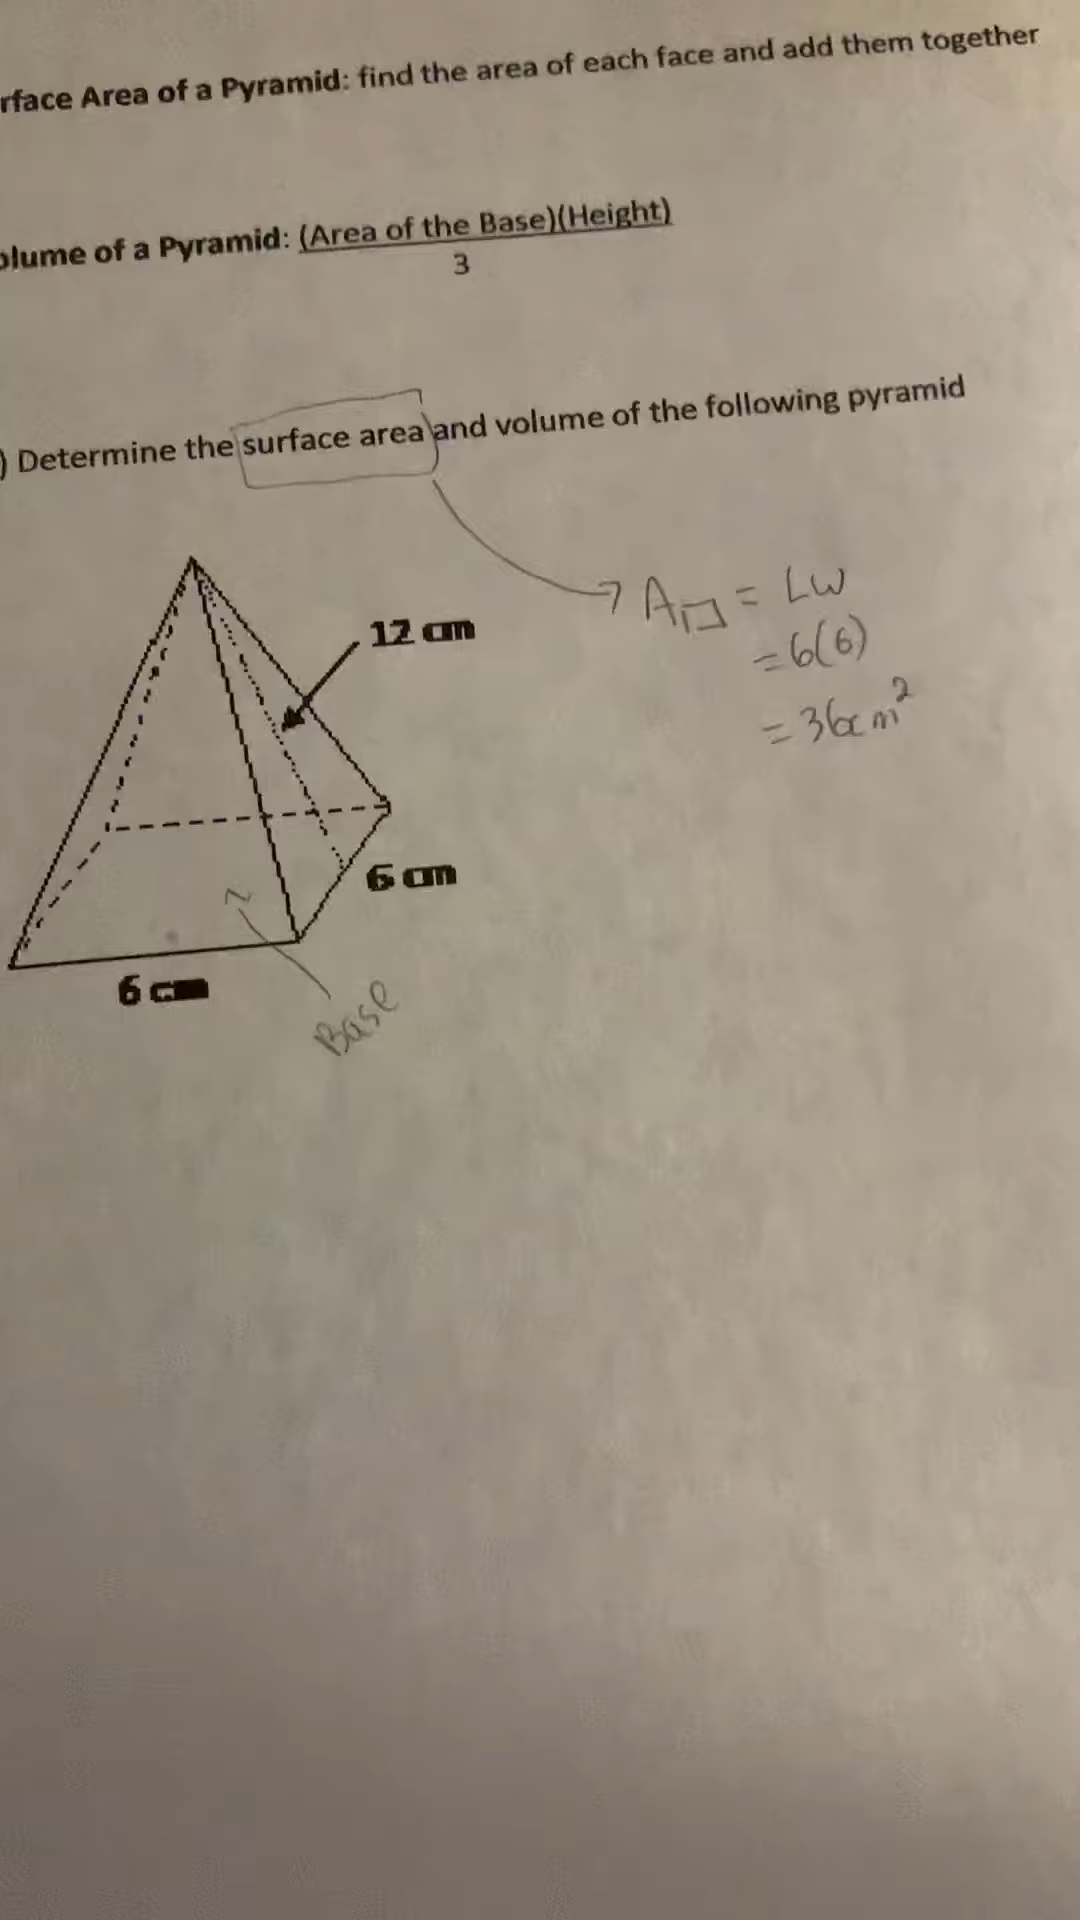 rface Area of a Pyramid: find the area of each face and add them together
olume of a Pyramid: (Area of the Base)(Height)
3
) Determine the surface area and volume of the following pyramid
A▭ = LW
= 6(6)
= 36cm²
12 cm
6 cm
6 cm
Base